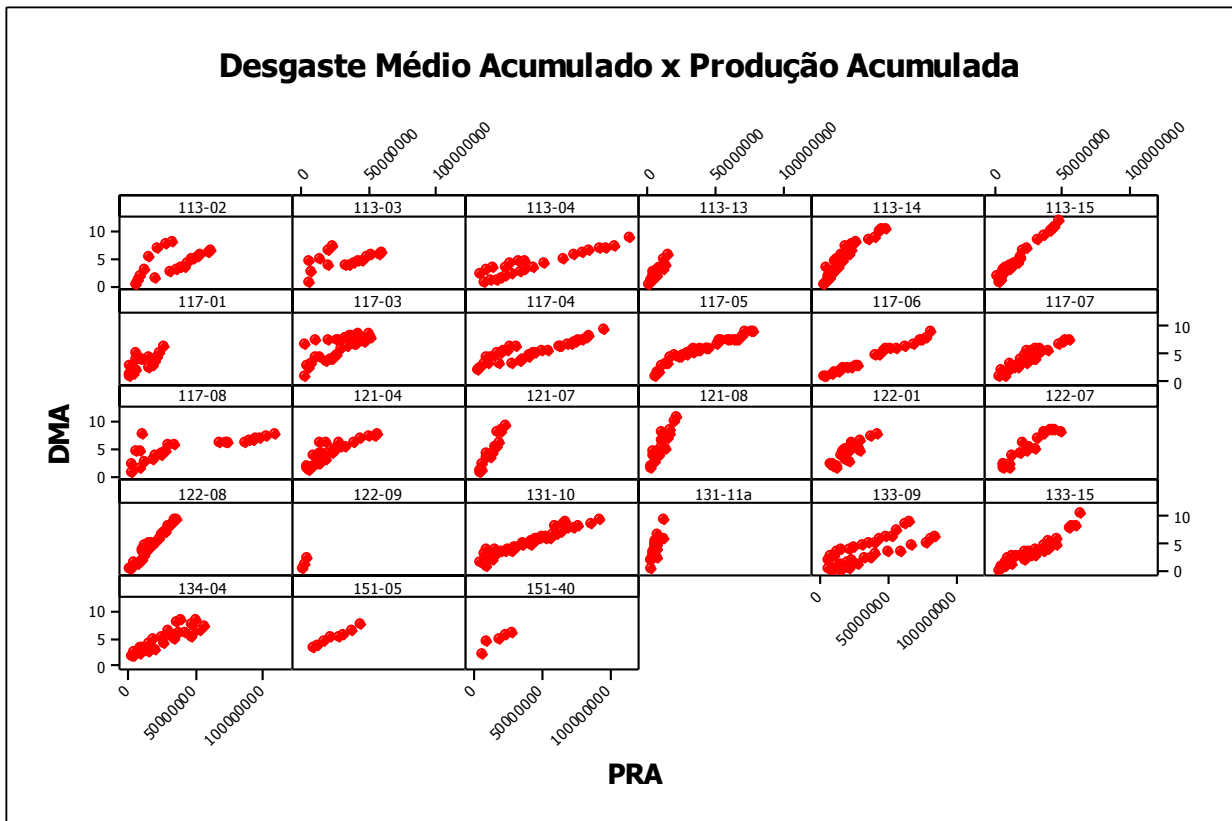 Desgaste Médio Acumulado x Produção Acumulada
0 50000000 100000000
0 50000000 100000000
0 50000000 100000000
113-02 113-03 113-04 113-13 113-14 113-15
10
5
0
117-01 117-03 117-04 117-05 117-06 117-07
10
5
0
117-08 121-04 121-07 121-08 122-01 122-07
10
5
0
DMA
122-08 122-09 131-10 131-11a 133-09 133-15
10
5
0
134-04 151-05 151-40
10
5
0
0 50000000 100000000
0 50000000 100000000
0 50000000 100000000
PRA